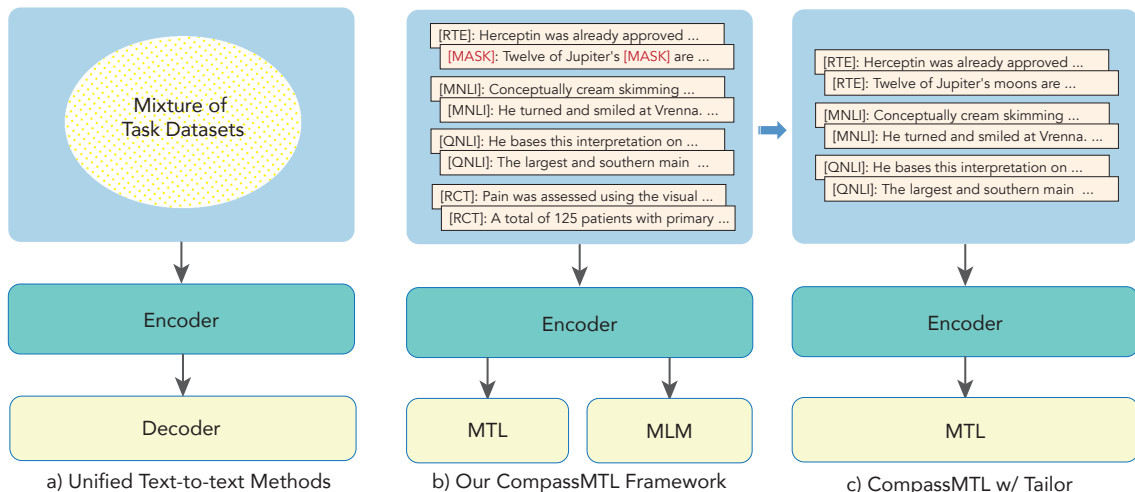 Mixture of
Task Datasets
Encoder
Decoder
a) Unified Text-to-text Methods
[RTE]: Herceptin was already approved ...
[MASK]: Twelve of Jupiter's [MASK] are ...
[MNLI]: Conceptually cream skimming ...
[MNLI]: He turned and smiled at Vrenna. ...
[QNLI]: He bases this interpretation on ...
[QNLI]: The largest and southern main ...
[RCT]: Pain was assessed using the visual ...
[RCT]: A total of 125 patients with primary ...
Encoder
MTL
MLM
b) Our CompassMTL Framework
[RTE]: Herceptin was already approved ...
[RTE]: Twelve of Jupiter's moons are ...
[MNLI]: Conceptually cream skimming ...
[MNLI]: He turned and smiled at Vrenna. ...
[QNLI]: He bases this interpretation on ...
[QNLI]: The largest and southern main ...
Encoder
MTL
c) CompassMTL w/ Tailor